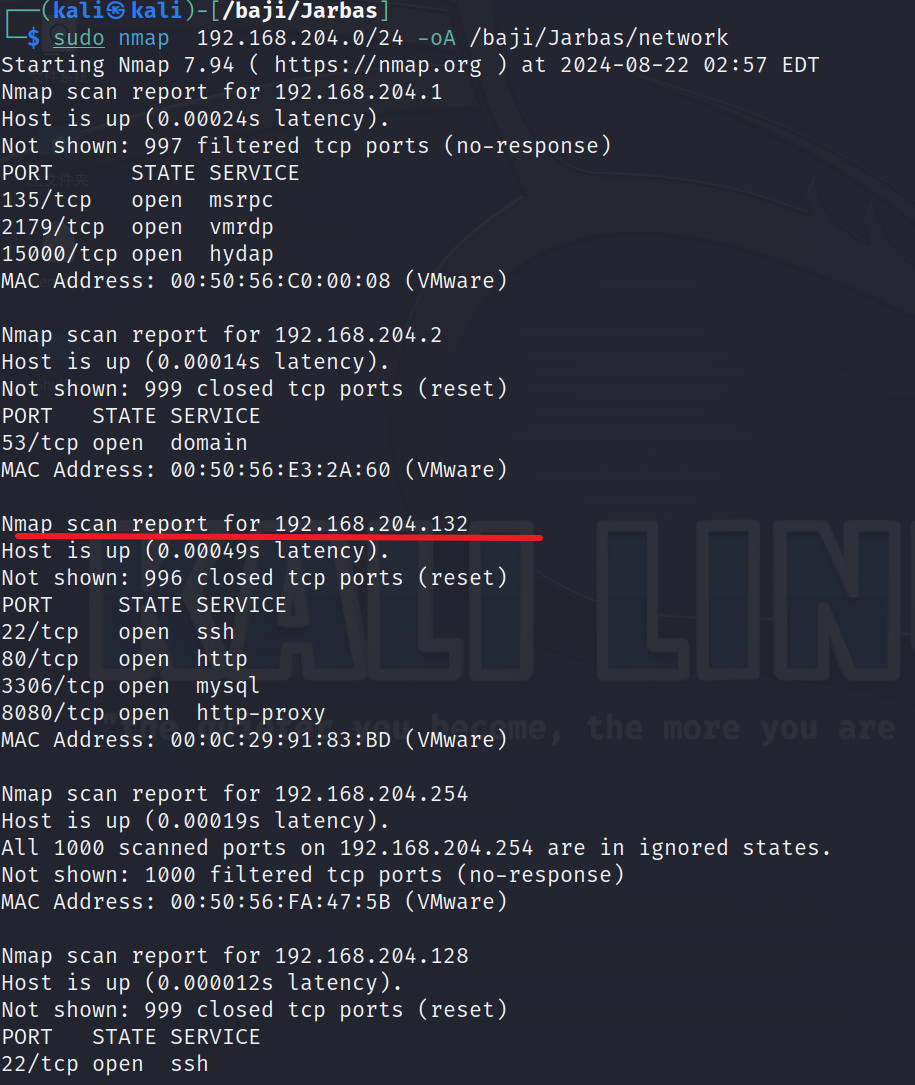 ┌──(kali㉿kali)-[/baji/Jarbas]
└─$ sudo nmap  192.168.204.0/24 -oA /baji/Jarbas/network
Starting Nmap 7.94 ( https://nmap.org ) at 2024-08-22 02:57 EDT
Nmap scan report for 192.168.204.1
Host is up (0.00024s latency).
Not shown: 997 filtered tcp ports (no-response)
PORT      STATE SERVICE
135/tcp   open  msrpc
2179/tcp  open  vmrdp
15000/tcp open  hydap
MAC Address: 00:50:56:C0:00:08 (VMware)

Nmap scan report for 192.168.204.2
Host is up (0.00014s latency).
Not shown: 999 closed tcp ports (reset)
PORT   STATE SERVICE
53/tcp open  domain
MAC Address: 00:50:56:E3:2A:60 (VMware)

Nmap scan report for 192.168.204.132
Host is up (0.00049s latency).
Not shown: 996 closed tcp ports (reset)
PORT     STATE SERVICE
22/tcp   open  ssh
80/tcp   open  http
3306/tcp open  mysql
8080/tcp open  http-proxy
MAC Address: 00:0C:29:91:83:BD (VMware)

Nmap scan report for 192.168.204.254
Host is up (0.00019s latency).
All 1000 scanned ports on 192.168.204.254 are in ignored states.
Not shown: 1000 filtered tcp ports (no-response)
MAC Address: 00:50:56:FA:47:5B (VMware)

Nmap scan report for 192.168.204.128
Host is up (0.000012s latency).
Not shown: 999 closed tcp ports (reset)
PORT   STATE SERVICE
22/tcp open  ssh
KALI LIN
you become, the more you are